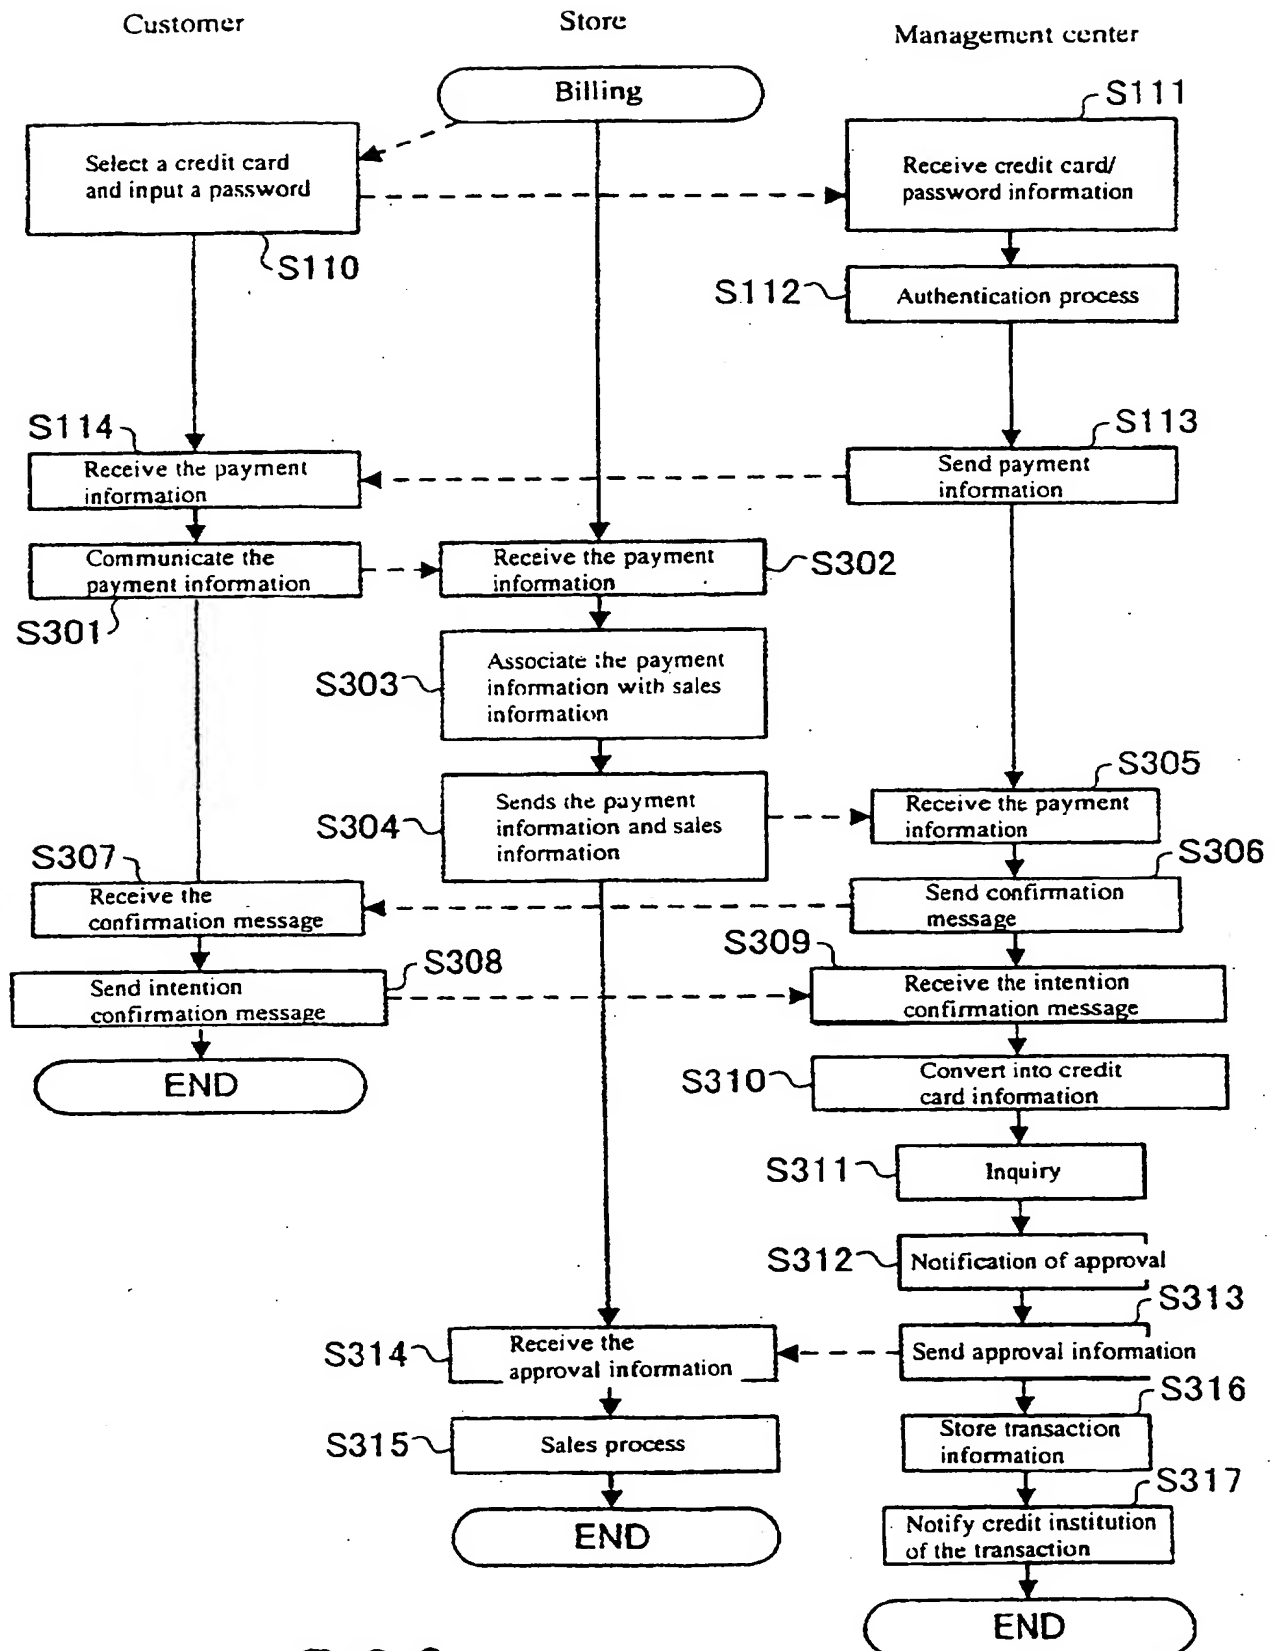 Customer
Store
Management center
Billing
S111
Select a credit card
and input a password
Receive credit card/
password information
S110
S112
Authentication process
S114
S113
Receive the payment
information
Send payment
information
Communicate the
payment information
Receive the payment
information
S302
S301
S303
Associate the payment
information with sales
information
S305
S304
Sends the payment
information and sales
information
Receive the payment
information
S307
S306
Receive the
confirmation message
Send confirmation
message
S309
S308
Send intention
confirmation message
Receive the intention
confirmation message
END
S310
Convert into credit
card information
S311
Inquiry
S312
Notification of approval
S313
S314
Receive the
approval information
Send approval information
S316
S315
Sales process
Store transaction
information
S317
END
Notify credit institution
of the transaction
END